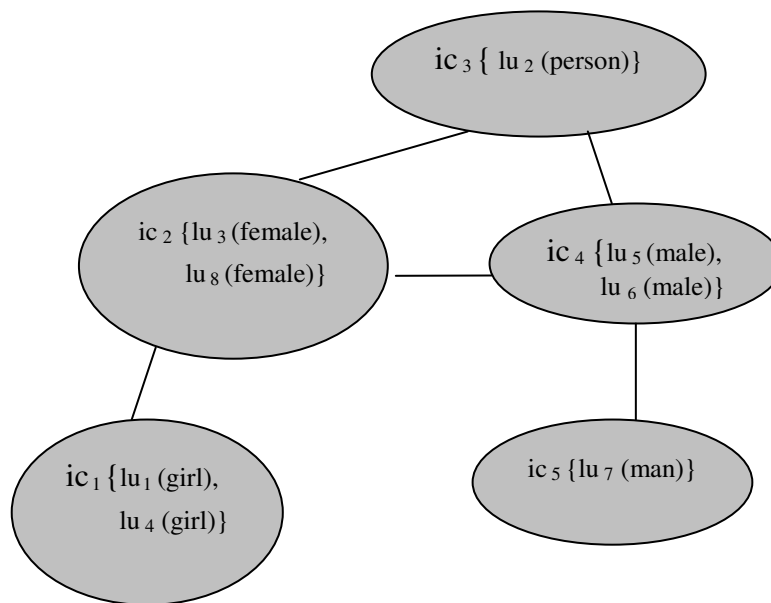 ic 3 { lu 2 (person)}
ic 2 {lu 3 (female),
lu 8 (female)}
ic 4 {lu 5 (male),
lu 6 (male)}
ic 1 {lu 1 (girl),
lu 4 (girl)}
ic 5 {lu 7 (man)}